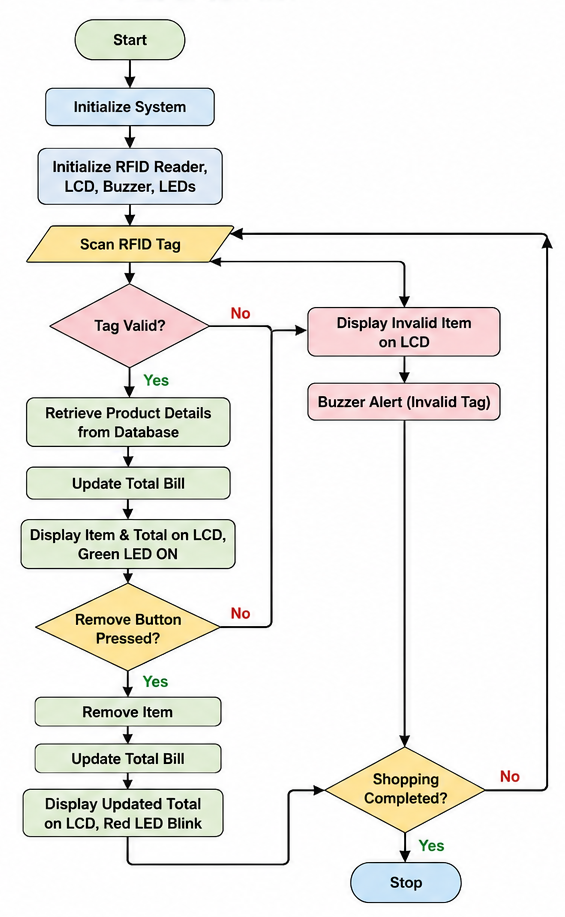 Start
Initialize System
Initialize RFID Reader,
LCD, Buzzer, LEDs
Scan RFID Tag
Tag Valid?
No
Yes
Display Invalid Item
on LCD
Buzzer Alert (Invalid Tag)
Retrieve Product Details
from Database
Update Total Bill
Display Item & Total on LCD,
Green LED ON
Remove Button
Pressed?
No
Yes
Remove Item
Update Total Bill
Display Updated Total
on LCD, Red LED Blink
Shopping
Completed?
No
Yes
Stop